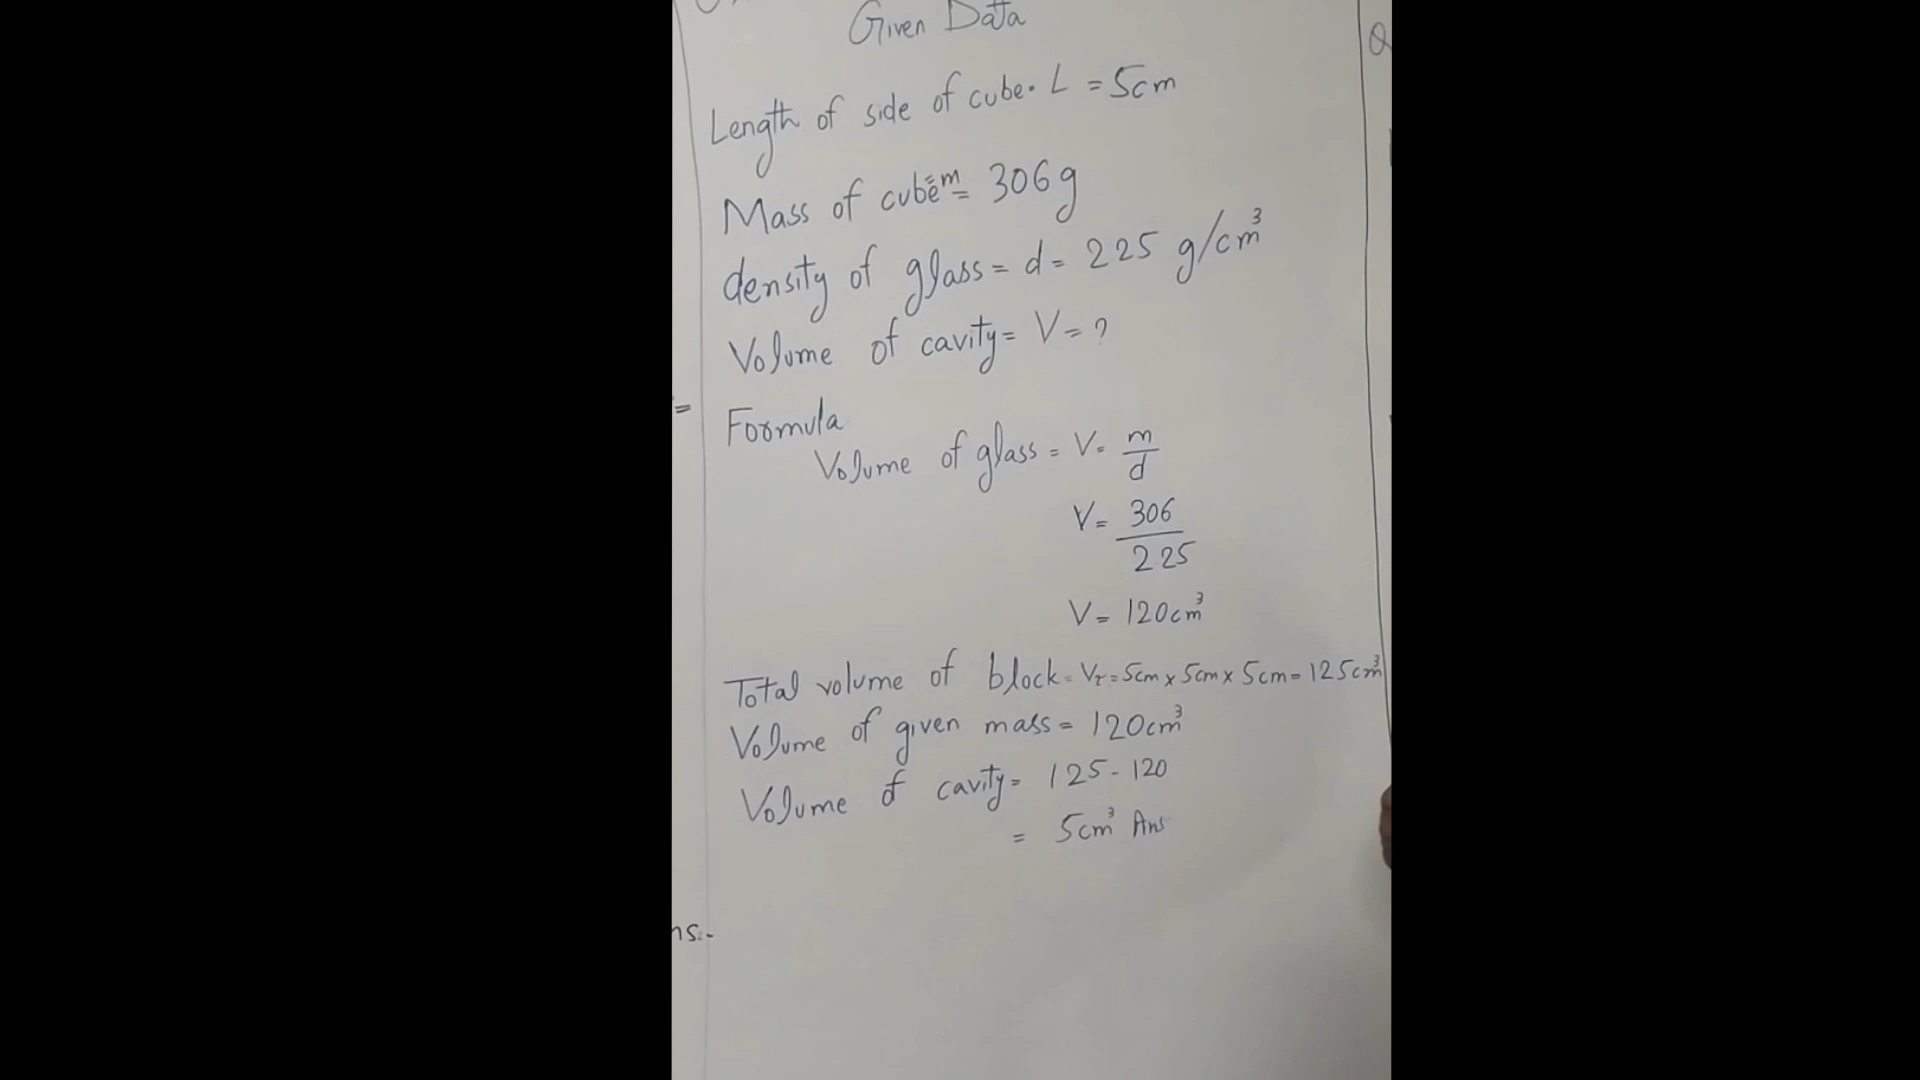 Given Data
Q
Length of side of cube. L = 5cm
Mass of cube = m = 306g
density of glass = d = 225 g/cm³
Volume of cavity = V = ?
=
Formula
Volume of glass = V = m/d
V = 306/225
V = 120cm³
Total volume of block = Vт = 5cm x 5cm x 5cm = 125cm³
Volume of given mass = 120cm³
Volume of cavity = 125 - 120
= 5cm³ Ans
ns:-